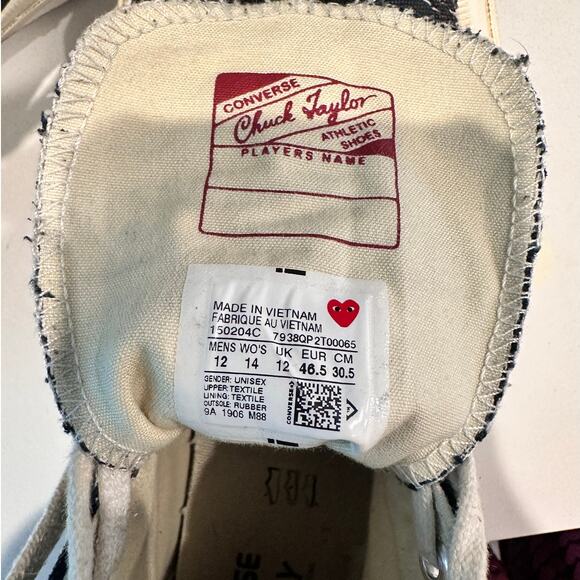 CONVERSE
Chuck Taylor
ATHLETIC
SHOES
PLAYERS NAME
MADE IN VIETNAM
FABRIQUE AU VIETNAM
150204C 7938QP2T00065
MENS WO'S UK EUR CM
12 14 12 46.5 30.5
GENDER: UNISEX
UPPER: TEXTILE
LINING: TEXTILE
OUTSOLE: RUBBER
9A 1906 M88
CONVERSE